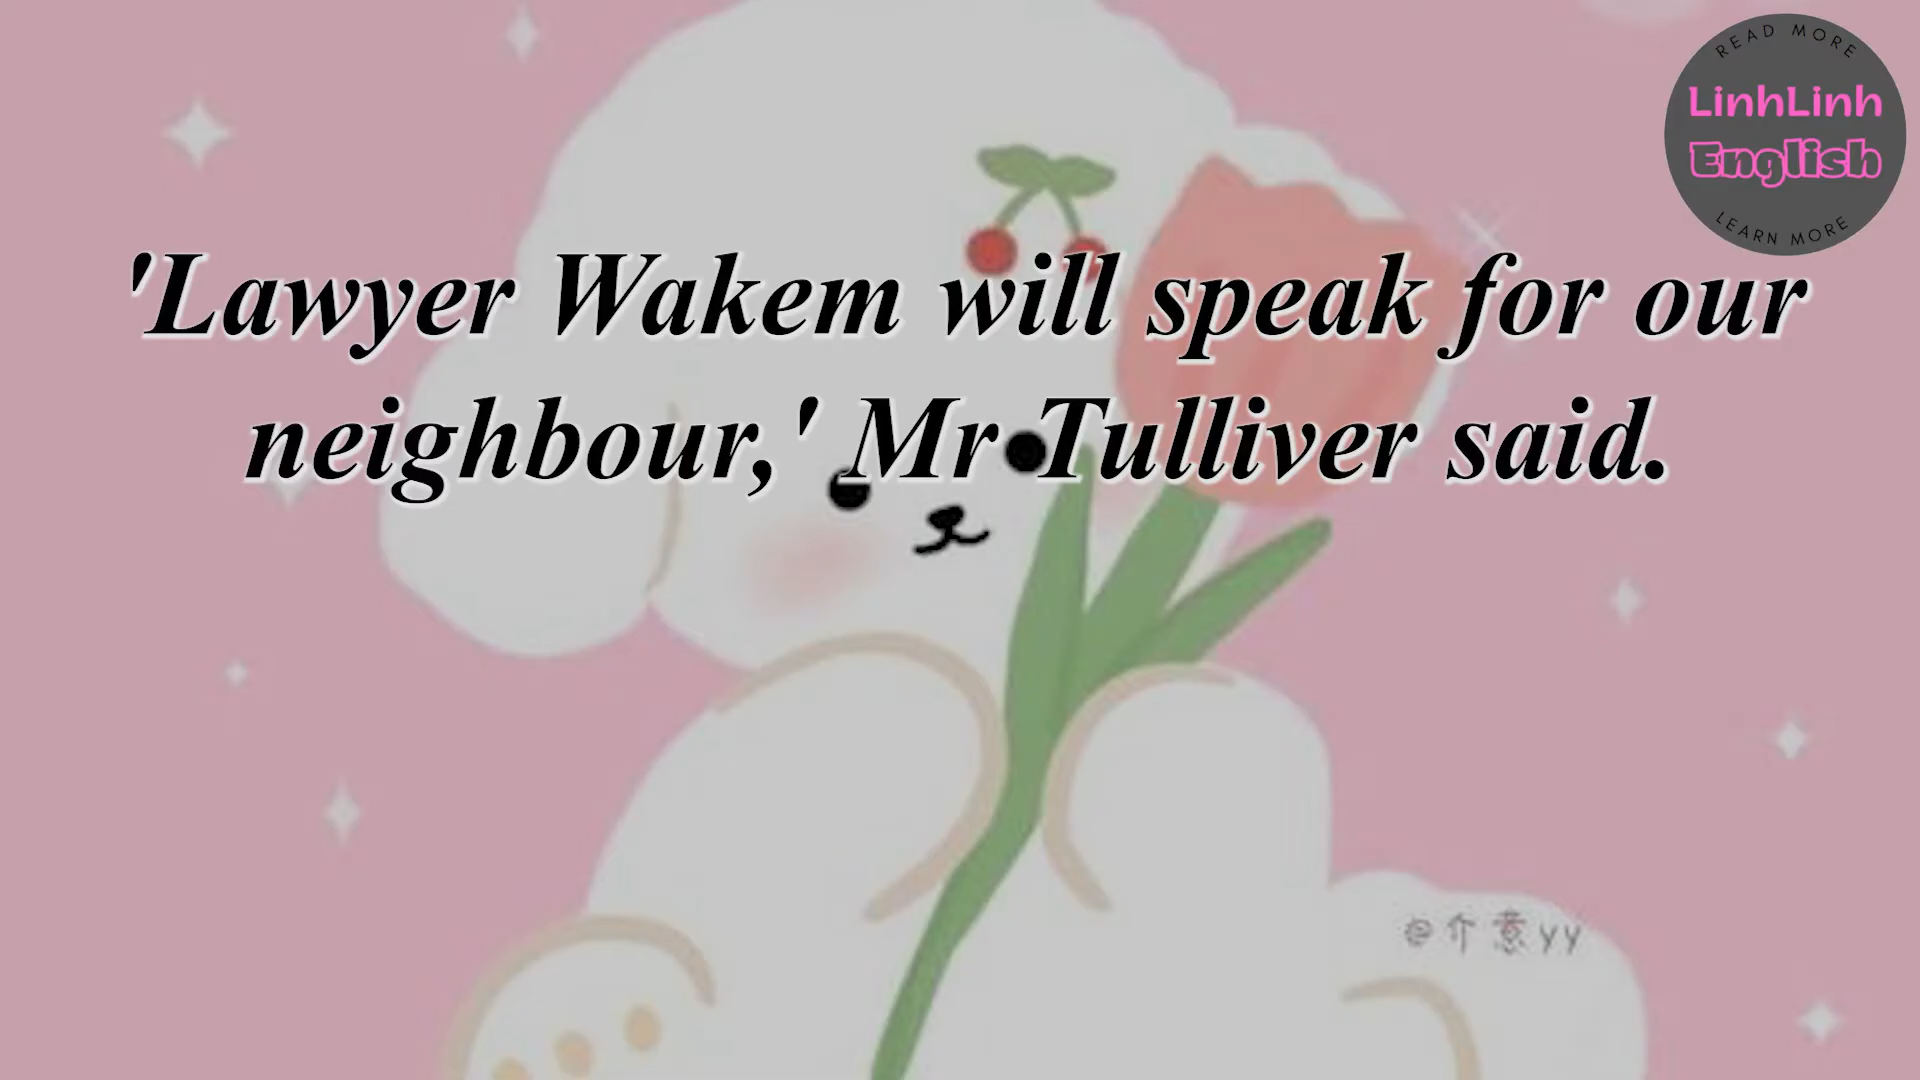 READ MORE
LinhLinh
English
LEARN MORE
'Lawyer Wakem will speak for our
neighbour,' Mr Tulliver said.
@介意yy